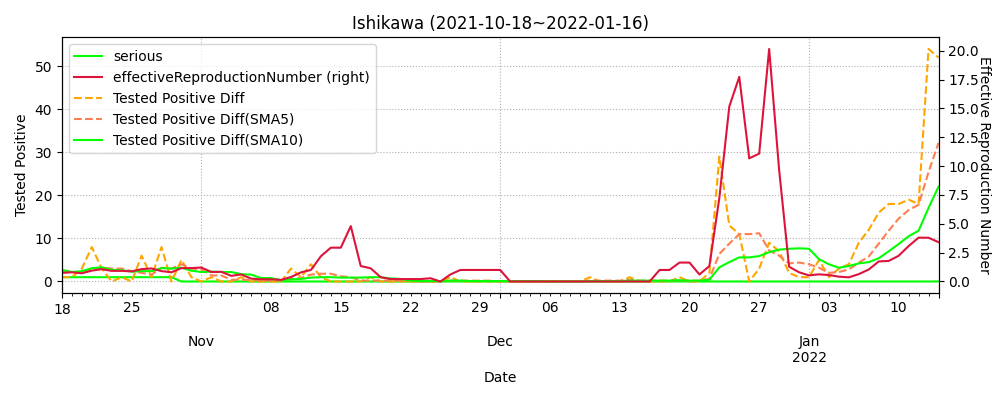 Ishikawa (2021-10-18~2022-01-16)
serious
effectiveReproductionNumber (right)
Tested Positive Diff
Tested Positive Diff(SMA5)
Tested Positive Diff(SMA10)
Tested Positive
50
40
30
20
10
0
20.0
17.5
15.0
12.5
10.0
7.5
5.0
2.5
0.0
Effective Reproduction Number
18 25 08 15 22 29 06 13 20 27 03 10
Nov Dec Jan
2022
Date